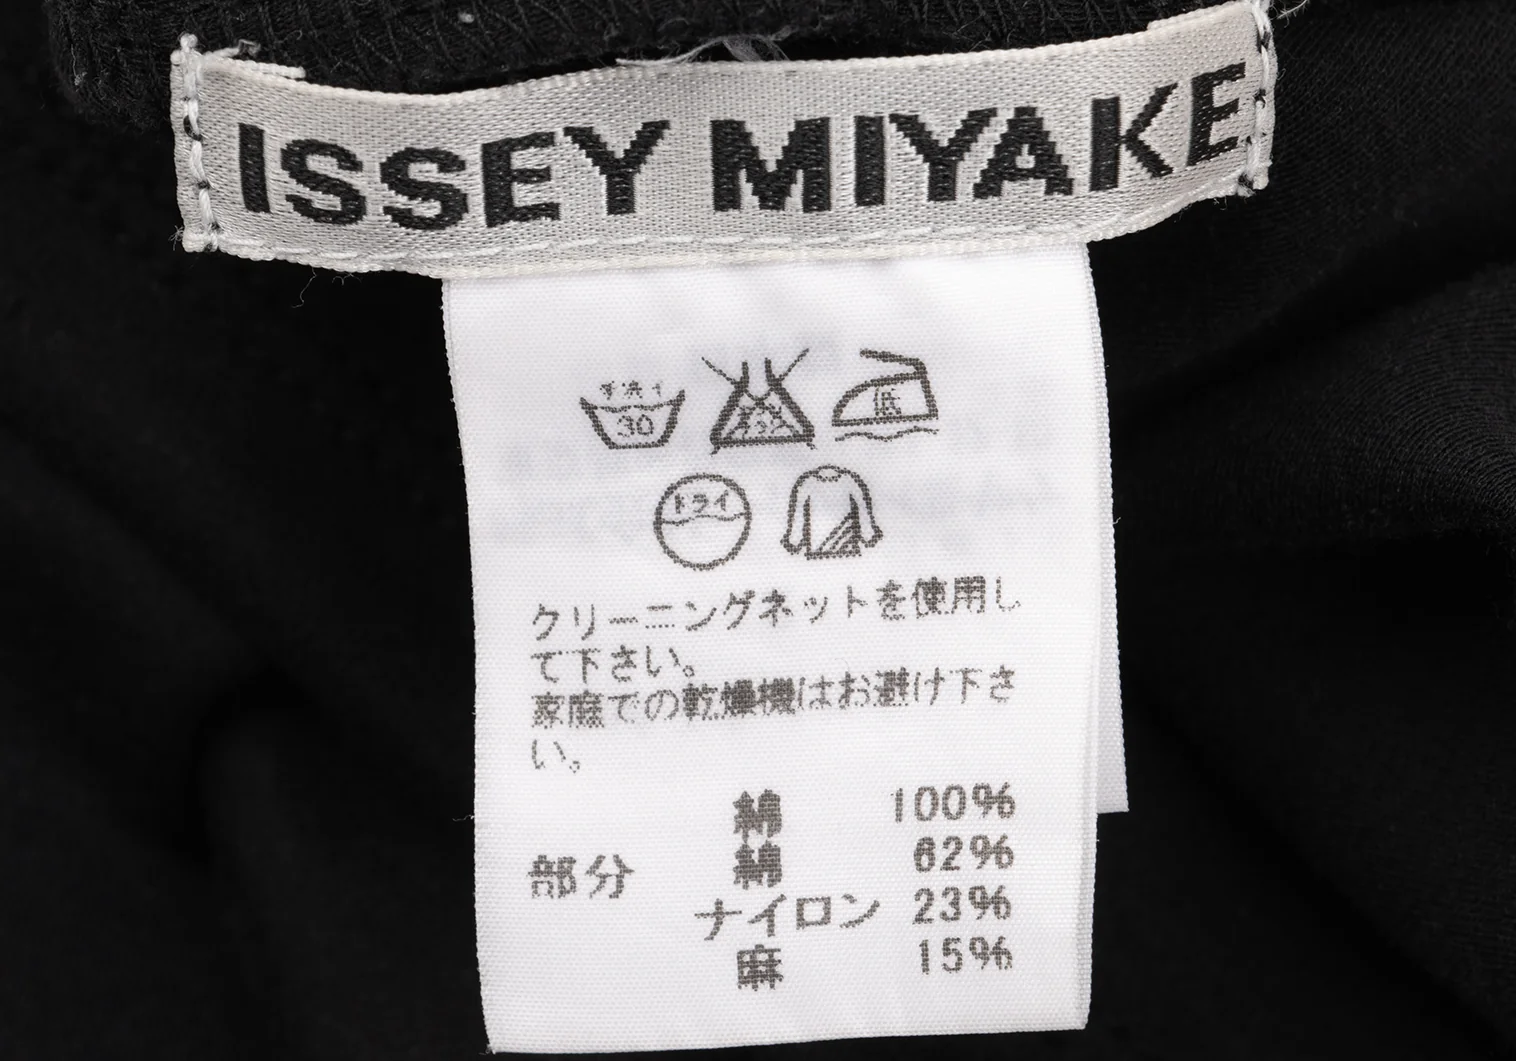 ISSEY MIYAKE
手洗イ
30
低
ドライ
クリーニングネットを使用し
て下さい。
家庭での乾燥機はお避け下さ
い。
綿 100%
部分 綿 62%
ナイロン 23%
麻 15%